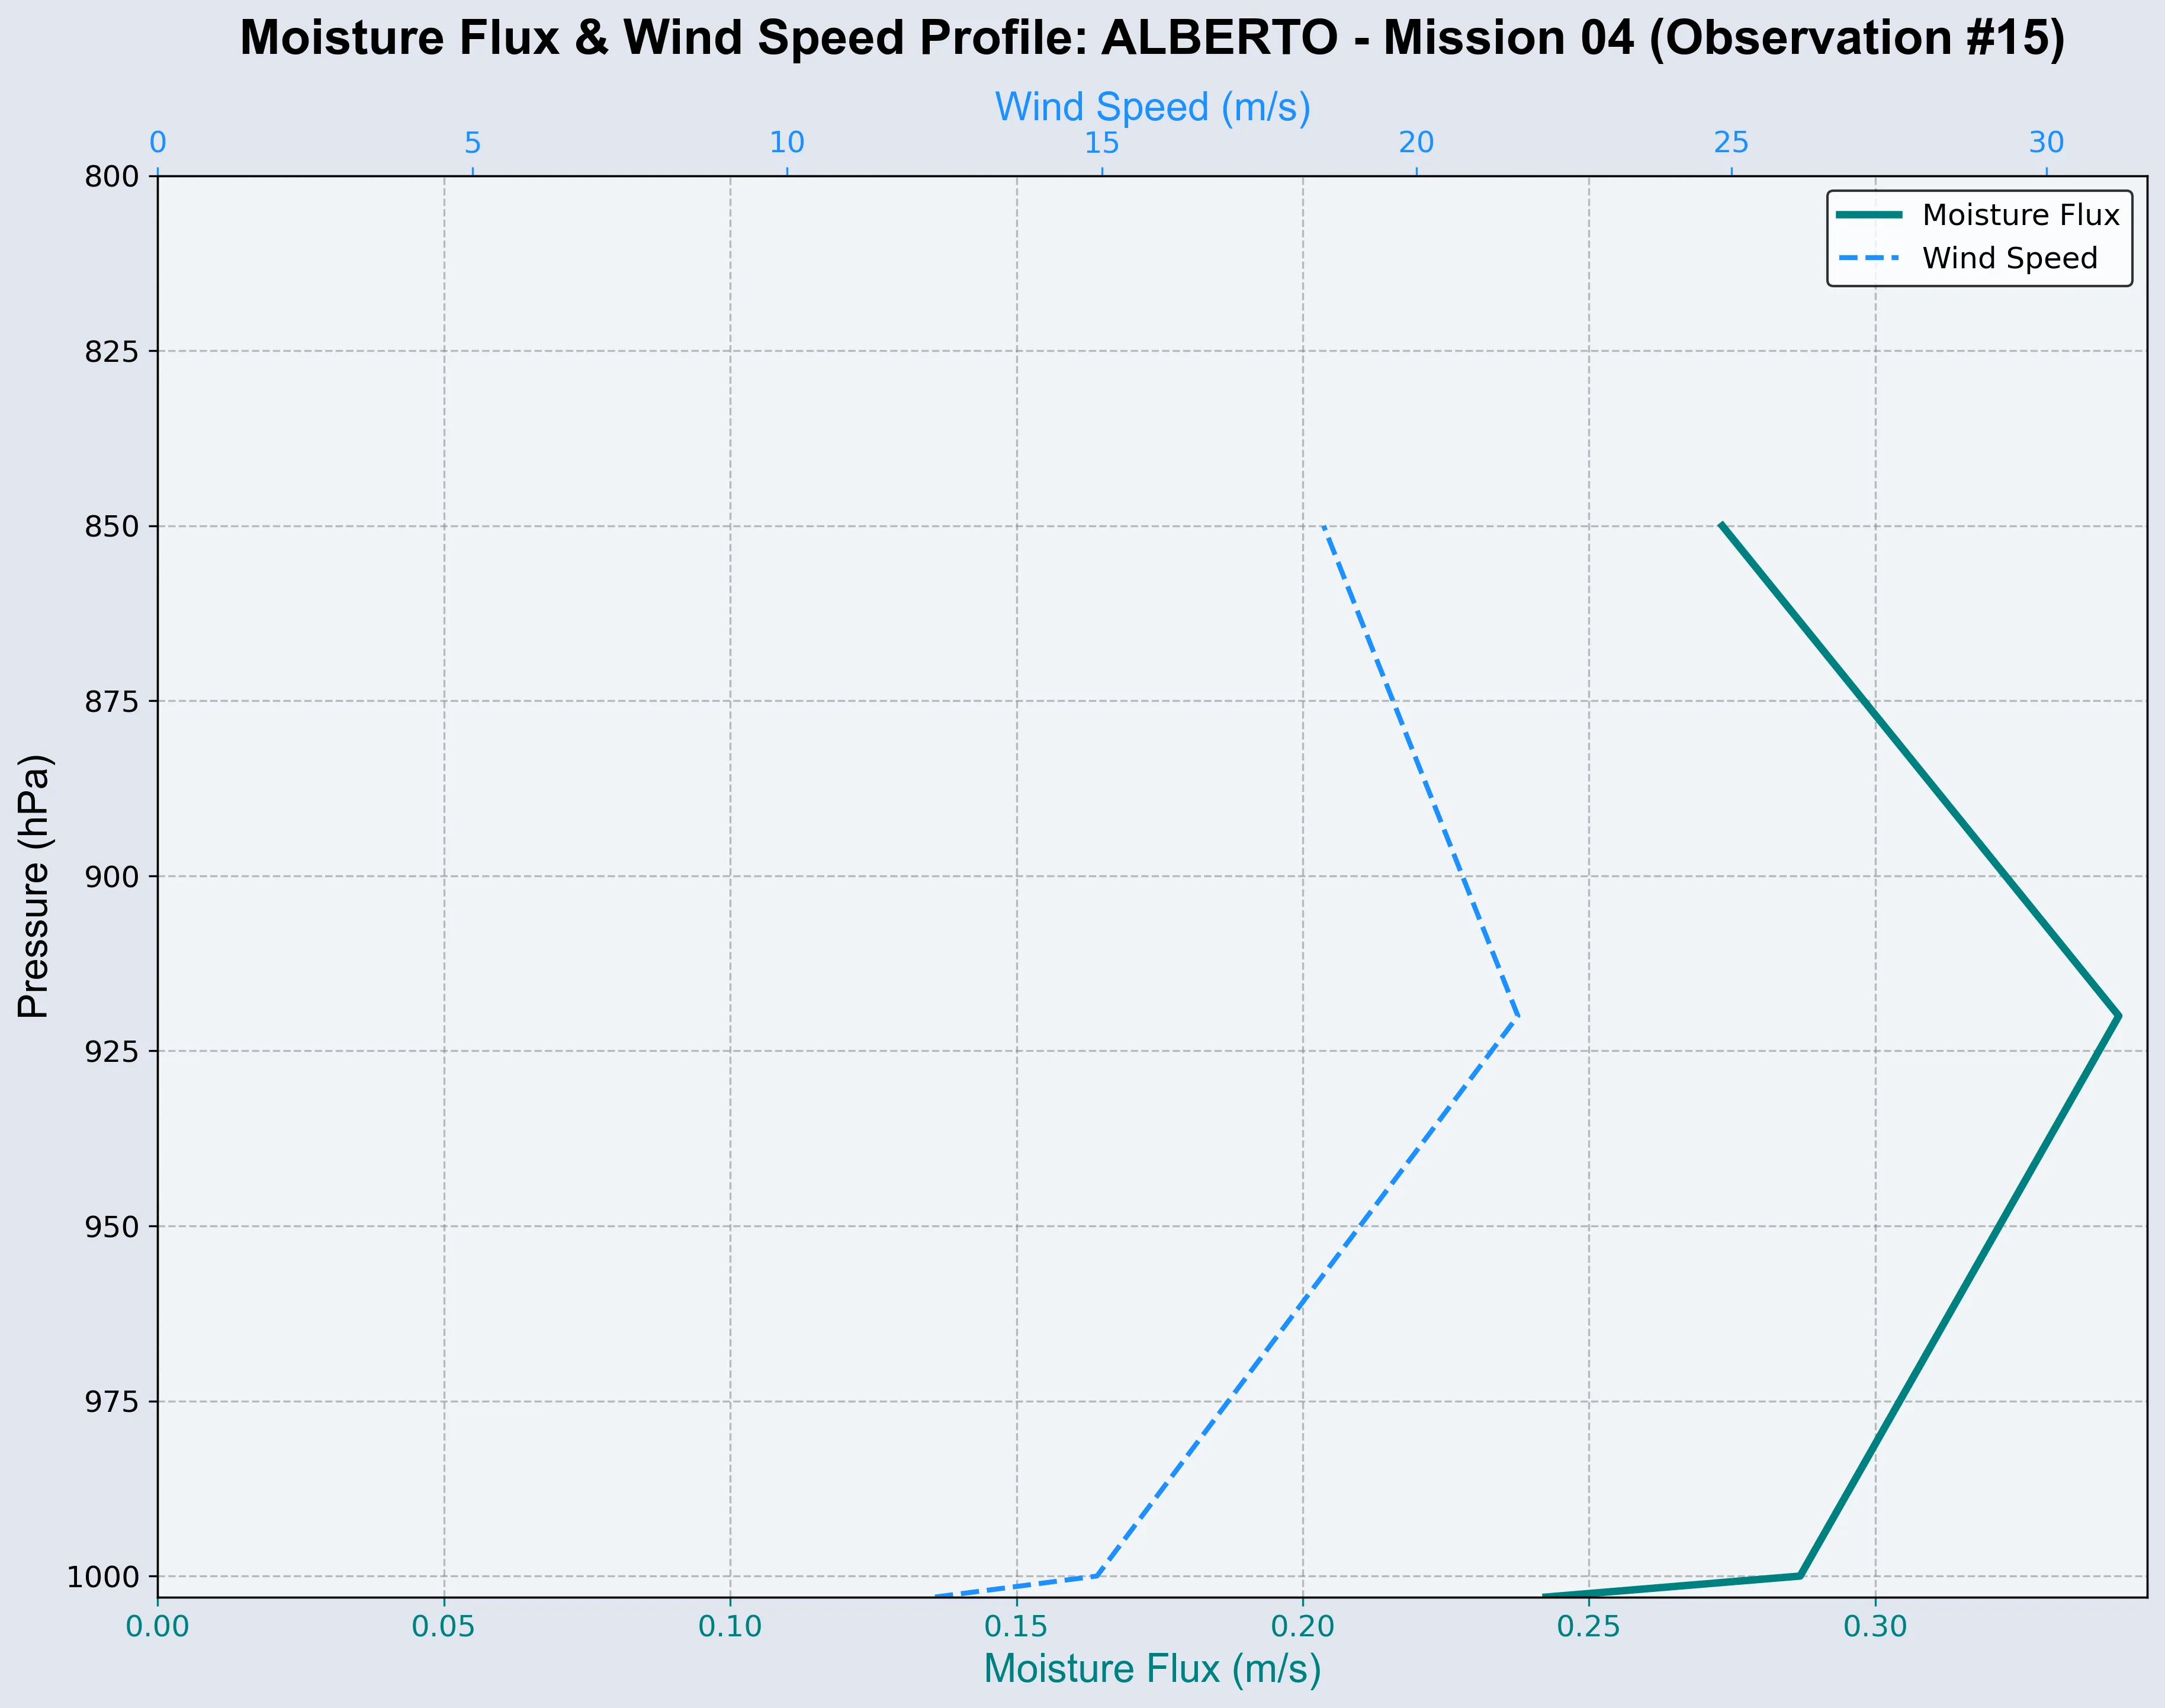 Moisture Flux & Wind Speed Profile: ALBERTO - Mission 04 (Observation #15)
Wind Speed (m/s)
0 5 10 15 20 25 30
Moisture Flux
Wind Speed
Pressure (hPa)
800
825
850
875
900
925
950
975
1000
0.00 0.05 0.10 0.15 0.20 0.25 0.30
Moisture Flux (m/s)